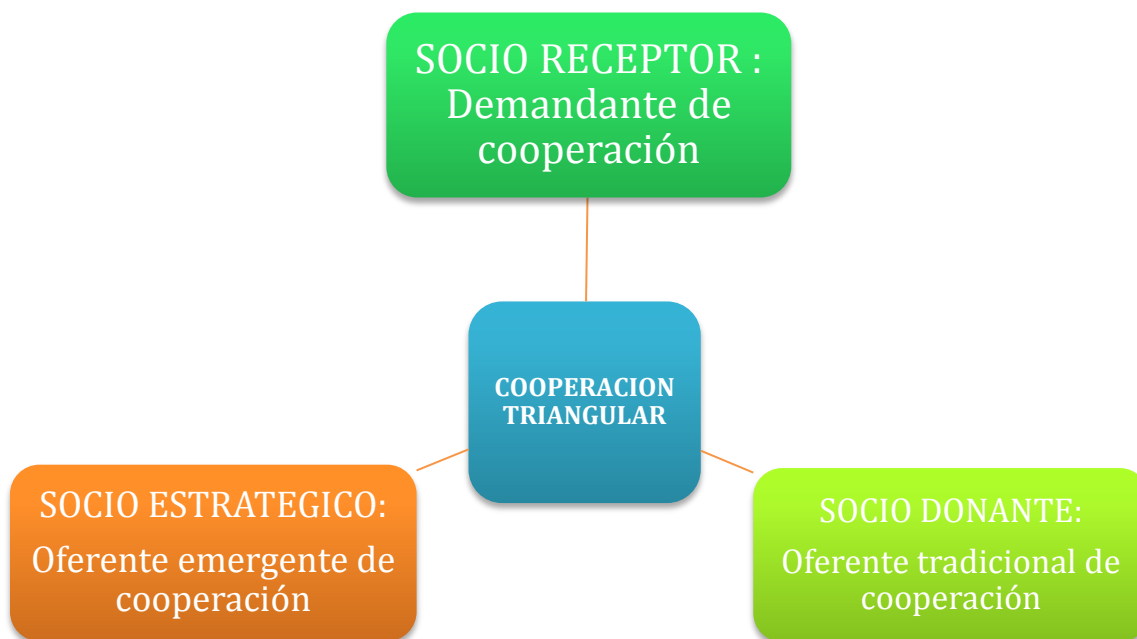 SOCIO RECEPTOR :
Demandante de
cooperación
COOPERACION
TRIANGULAR
SOCIO ESTRATEGICO:
Oferente emergente de
cooperación
SOCIO DONANTE:
Oferente tradicional de
cooperación